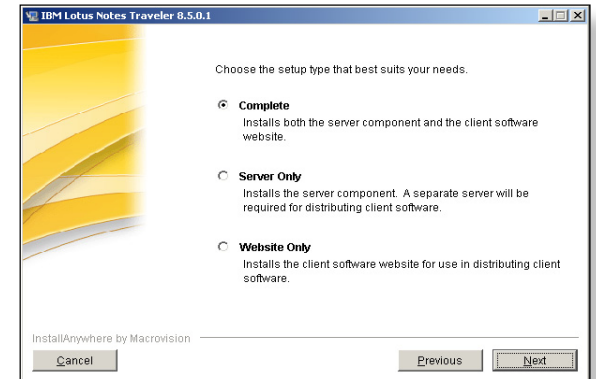 IBM Lotus Notes Traveler 8.5.0.1
Choose the setup type that best suits your needs.
Complete
Installs both the server component and the client software
website.
Server Only
Installs the server component. A separate server will be
required for distributing client software.
Website Only
Installs the client software website for use in distributing client
software.
InstallAnywhere by Macrovision
Cancel
Previous
Next